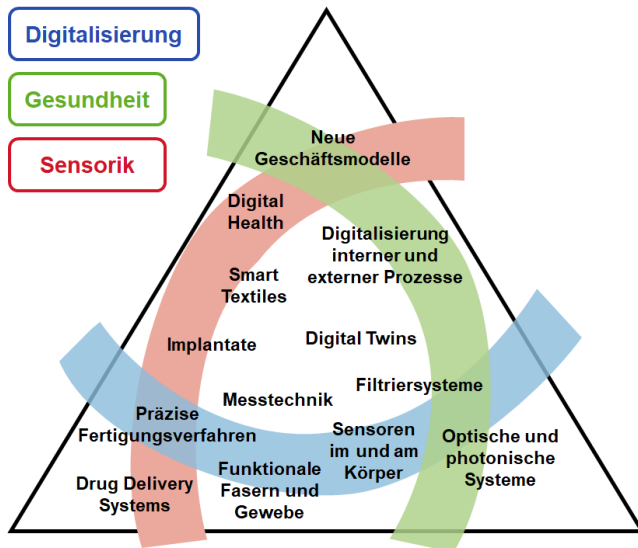 Digitalisierung
Gesundheit
Sensorik
Neue
Geschäftsmodelle
Digital
Health
Digitalisierung
interner und
externer Prozesse
Smart
Textiles
Implantate
Digital Twins
Filtriersysteme
Messtechnik
Präzise
Fertigungsverfahren
Sensoren
im und am
Körper
Optische und
photonische
Systeme
Drug Delivery
Systems
Funktionale
Fasern und
Gewebe